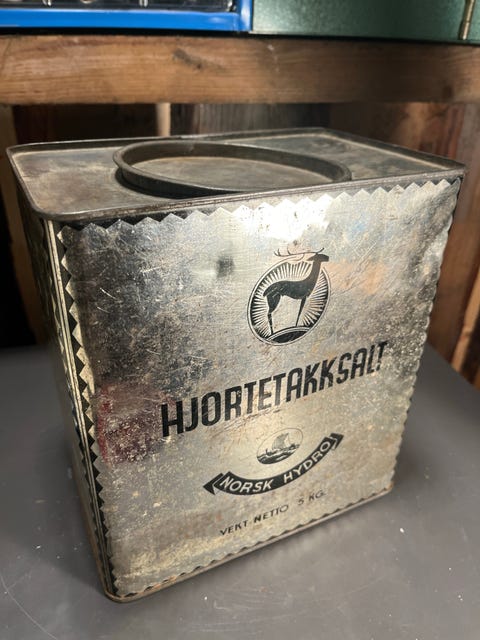 HJORTETAKKSALT
NORSK HYDRO
VEKT NETTO 5 KG.